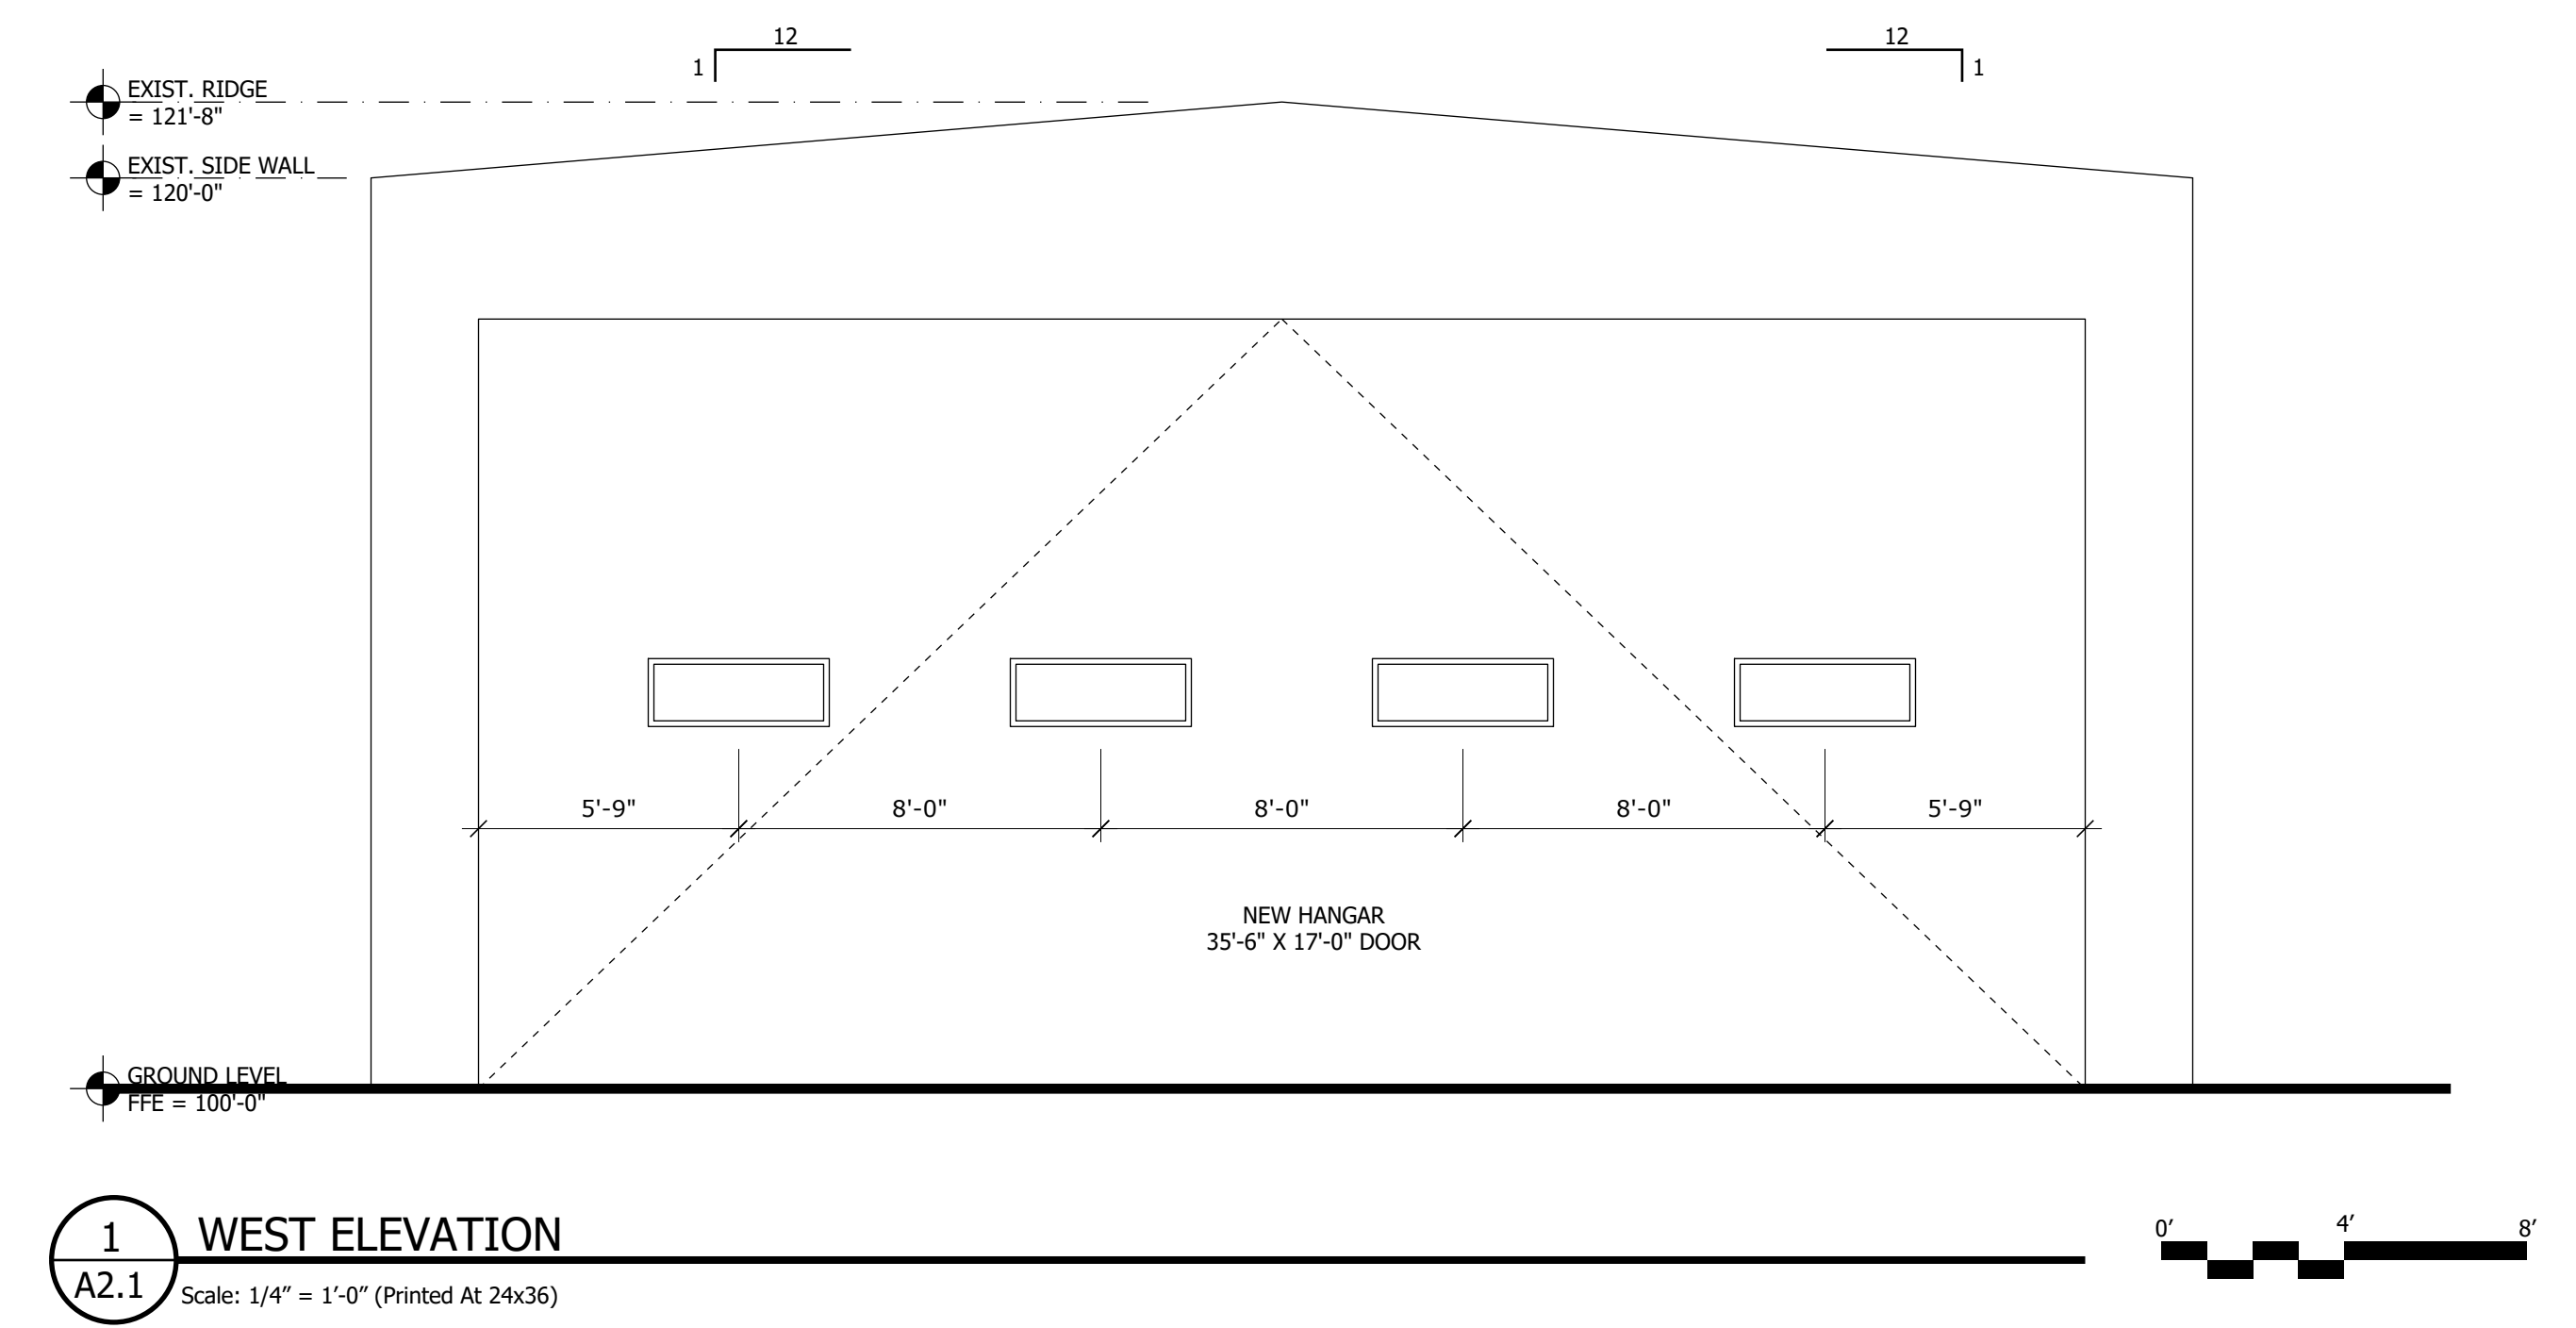 12
12
1
1
EXIST. RIDGE
= 121'-8"
EXIST. SIDE WALL
= 120'-0"
5'-9"
8'-0"
8'-0"
8'-0"
5'-9"
NEW HANGAR
35'-6" X 17'-0" DOOR
GROUND LEVEL
FFE = 100'-0"
1
WEST ELEVATION
A2.1
Scale: 1/4″ = 1′-0″ (Printed At 24x36)
0′
4′
8′